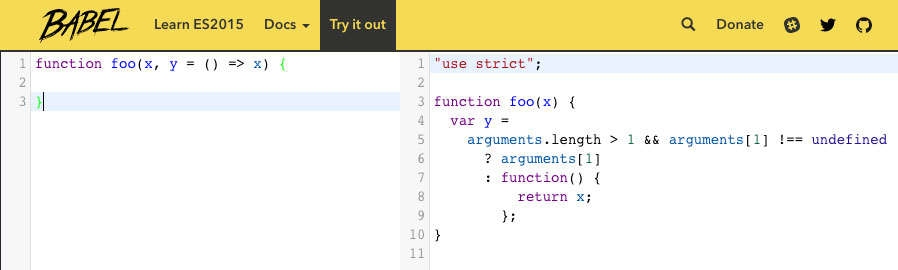 BABEL Learn ES2015 Docs Try it out Donate
1 function foo(x, y = () => x) {
2
3 }
1 "use strict";
2
3 function foo(x) {
4   var y =
5     arguments.length > 1 && arguments[1] !== undefined
6       ? arguments[1]
7       : function() {
8           return x;
9         };
10 }
11